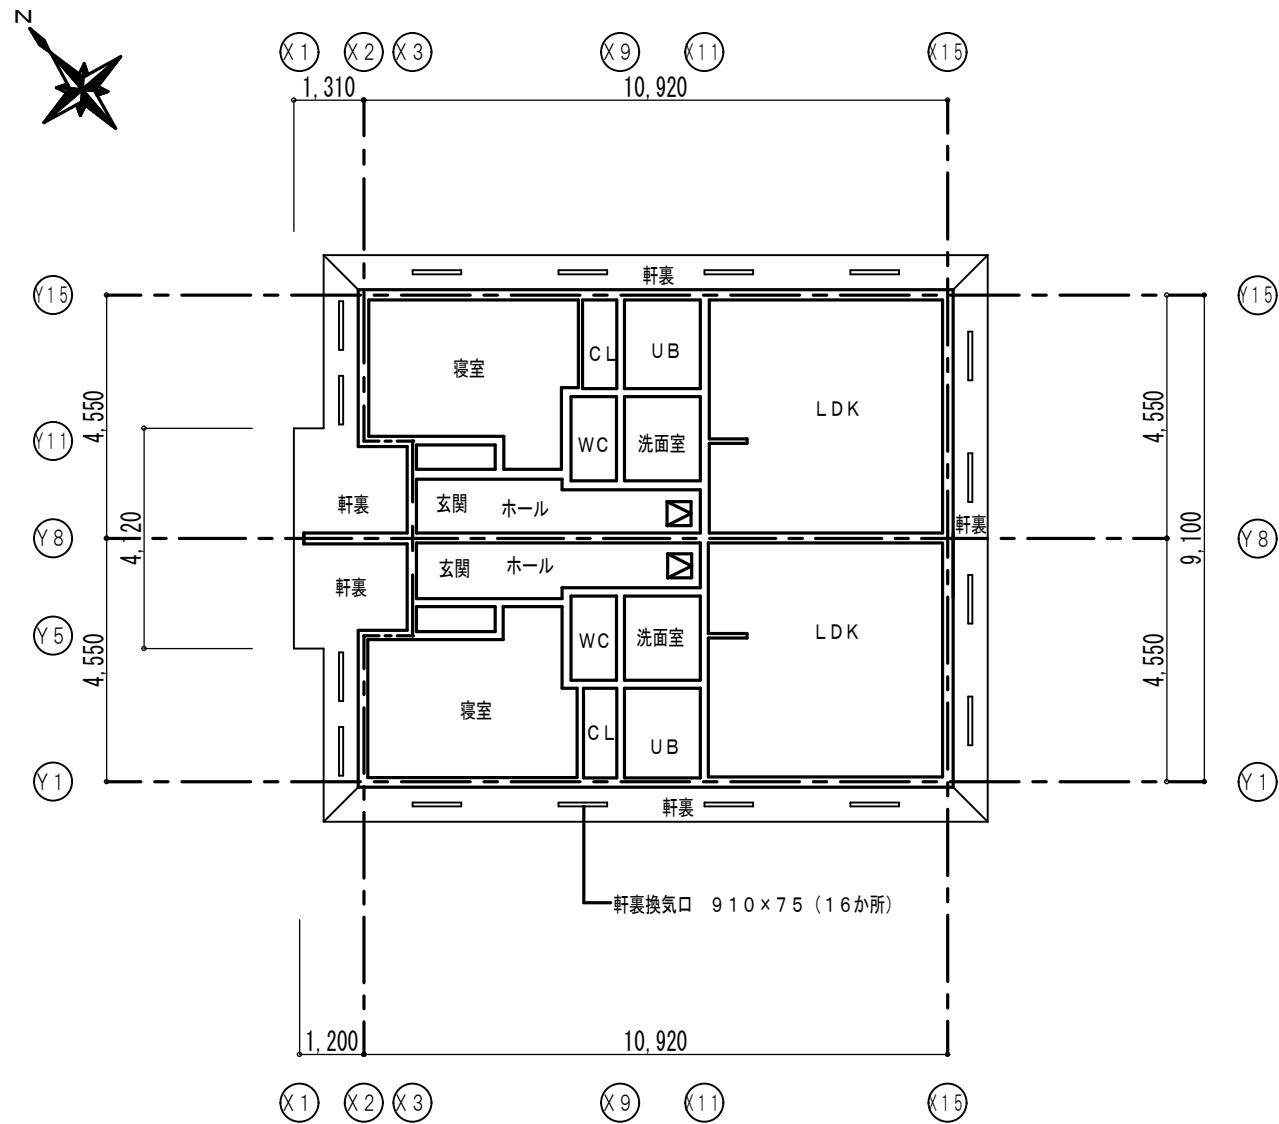 N
X1 X2 X3 X9 X11 X15
1,310 10,920
軒裏
Y15 Y15
CL UB
寝室
4,550 LDK 4,550
Y11
WC 洗面室
軒裏 玄関 ホール
軒裏
4,120 9,100
Y8 Y8
玄関 ホール
軒裏
Y5 WC 洗面室 LDK
4,550 4,550
寝室
CL UB
Y1 Y1
軒裏
軒裏換気口 910×75(16か所)
1,200 10,920
X1 X2 X3 X9 X11 X15